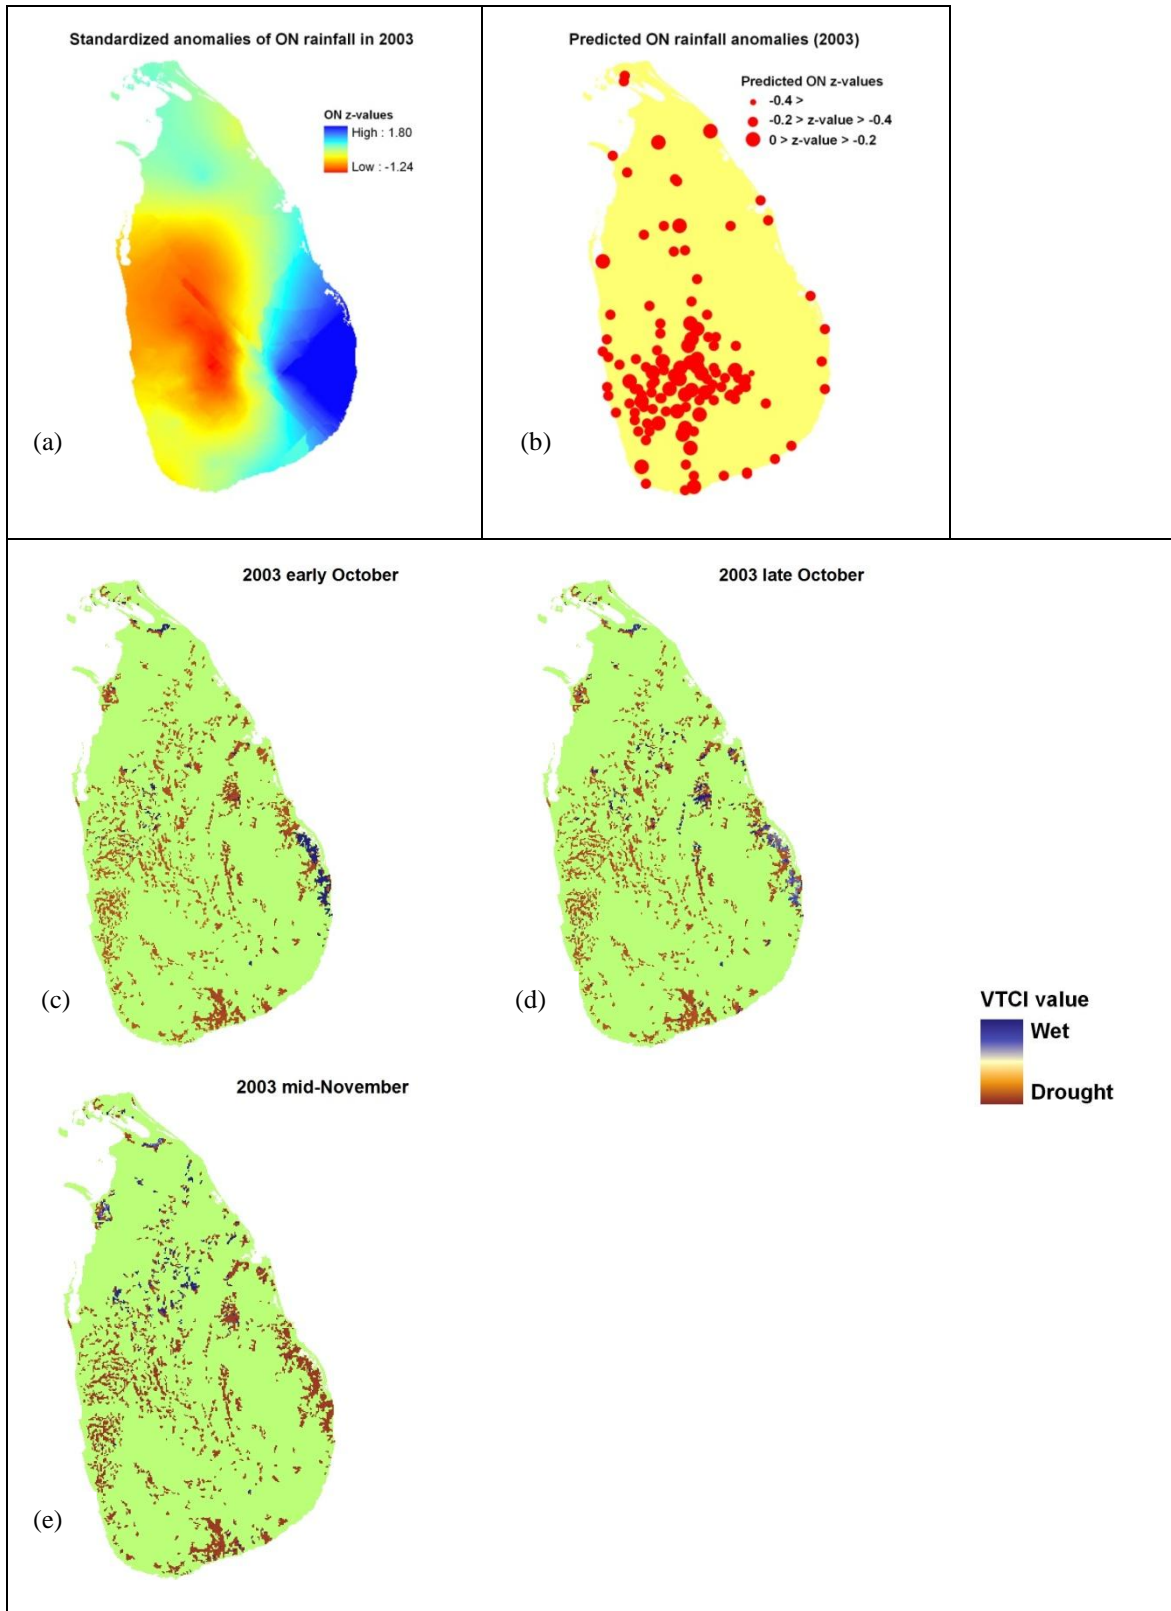 Standardized anomalies of ON rainfall in 2003
ON z-values
High : 1.80
Low : -1.24
(a)
Predicted ON rainfall anomalies (2003)
Predicted ON z-values
-0.4 >
-0.2 > z-value > -0.4
0 > z-value > -0.2
(b)
2003 early October
(c)
2003 late October
(d)
VTCI value
Wet
Drought
2003 mid-November
(e)